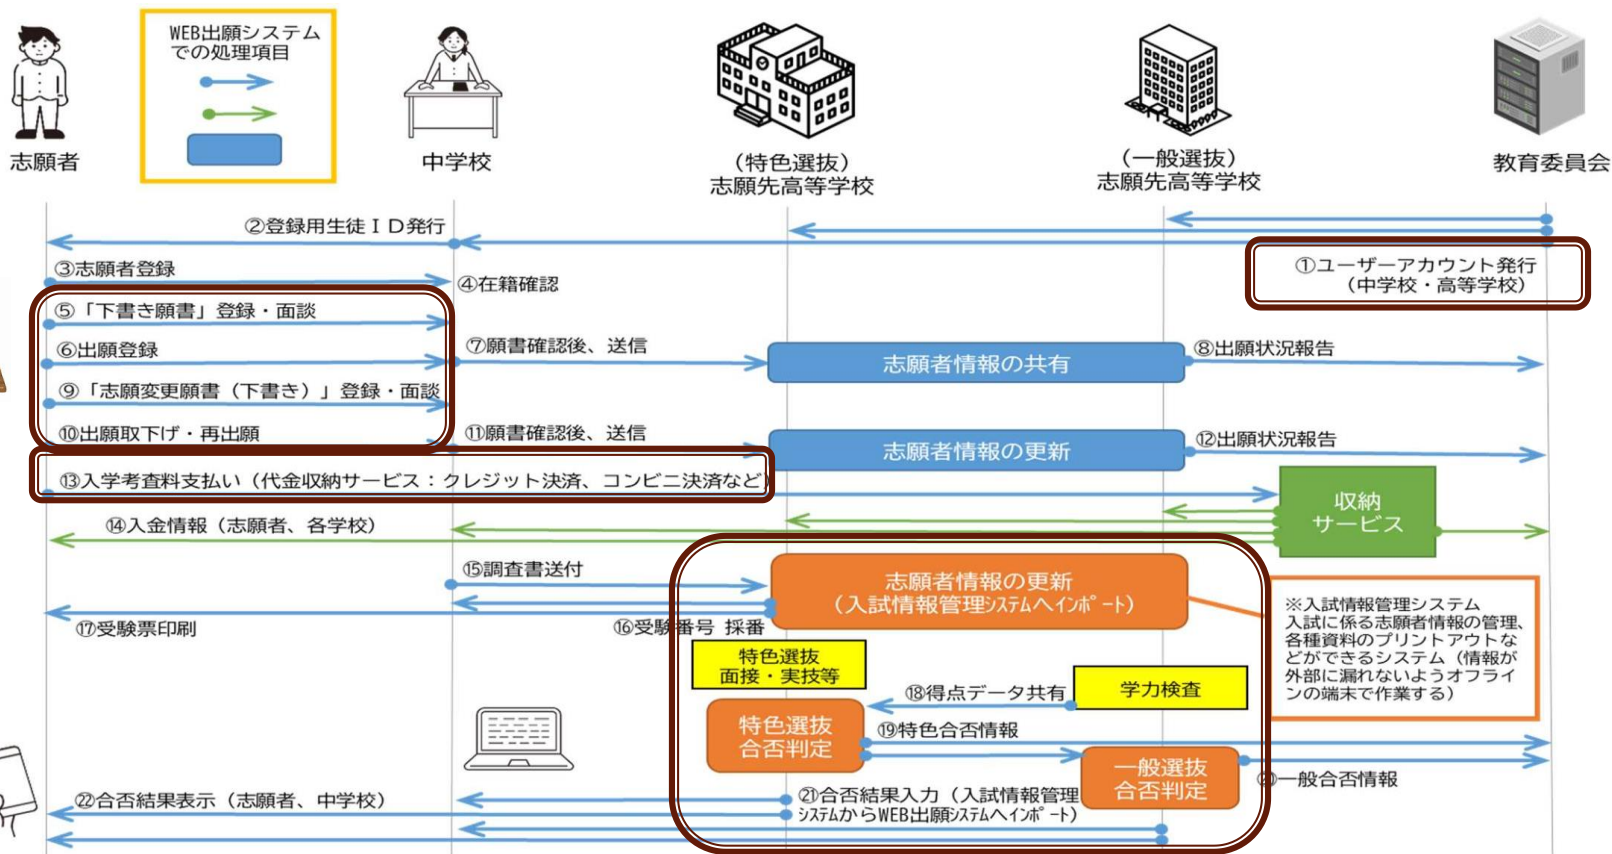 WEB出願システム
での処理項目
志願者
中学校
（特色選抜）
志願先高等学校
（一般選抜）
志願先高等学校
教育委員会
②登録用生徒ＩＤ発行
①ユーザーアカウント発行
（中学校・高等学校）
③志願者登録
④在籍確認
⑤「下書き願書」登録・面談
⑥出願登録
⑦願書確認後、送信
志願者情報の共有
⑧出願状況報告
⑨「志願変更願書（下書き）」登録・面談
⑩出願取下げ・再出願
⑪願書確認後、送信
志願者情報の更新
⑫出願状況報告
⑬入学考査料支払い（代金収納サービス：クレジット決済、コンビニ決済など）
収納
サービス
⑭入金情報（志願者、各学校）
⑮調査書送付
志願者情報の更新
（入試情報管理ｼｽﾃﾑへｲﾝﾎﾟｰﾄ）
⑯受験番号 採番
⑰受験票印刷
※入試情報管理システム
入試に係る志願者情報の管理、
各種資料のプリントアウトな
どができるシステム（情報が
外部に漏れないようオフライ
ンの端末で作業する）
特色選抜
面接・実技等
学力検査
⑱得点データ共有
特色選抜
合否判定
⑲特色合否情報
一般選抜
合否判定
⑳一般合否情報
㉑合否結果入力（入試情報管理
ｼｽﾃﾑからWEB出願ｼｽﾃﾑへｲﾝﾎﾟｰﾄ）
㉒合否結果表示（志願者、中学校）